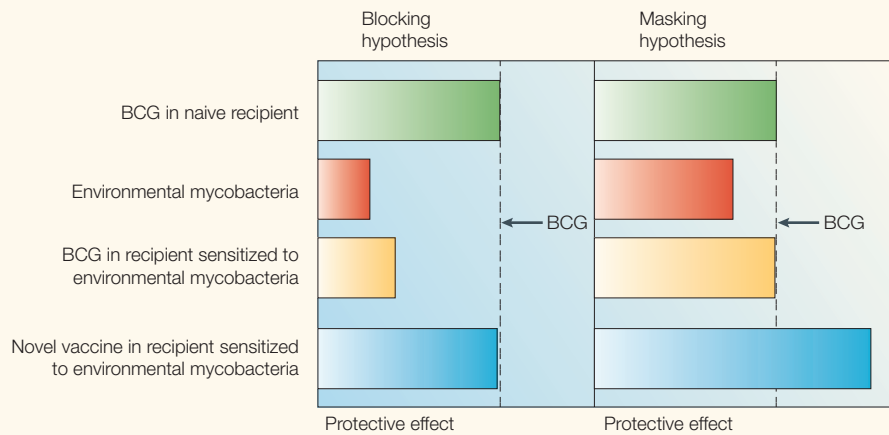 Blocking
hypothesis
Masking
hypothesis
BCG in naive recipient
Environmental mycobacteria
BCG
BCG
BCG in recipient sensitized to
environmental mycobacteria
Novel vaccine in recipient sensitized
to environmental mycobacteria
Protective effect
Protective effect